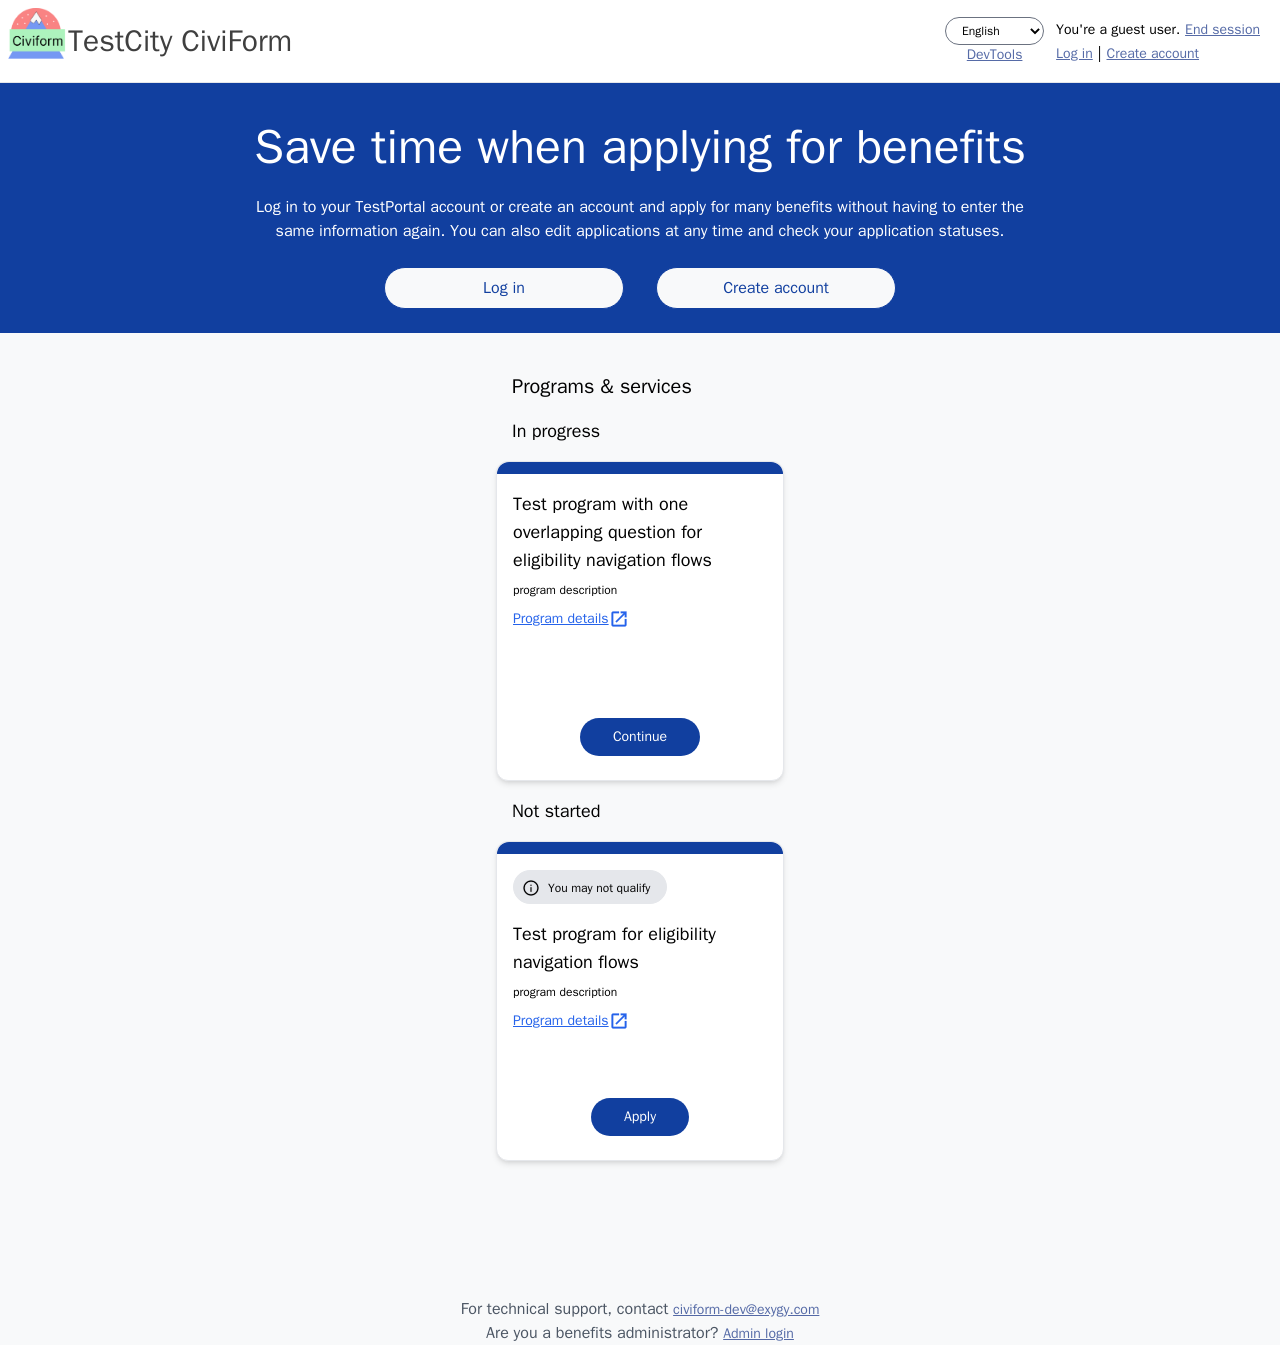 Civiform
TestCity CiviForm
English
DevTools
You're a guest user. End session
Log in | Create account
Save time when applying for benefits
Log in to your TestPortal account or create an account and apply for many benefits without having to enter the
same information again. You can also edit applications at any time and check your application statuses.
Log in
Create account
Programs & services
In progress
Test program with one
overlapping question for
eligibility navigation flows
program description
Program details
Continue
Not started
You may not qualify
Test program for eligibility
navigation flows
program description
Program details
Apply
For technical support, contact civiform-dev@exygy.com
Are you a benefits administrator? Admin login